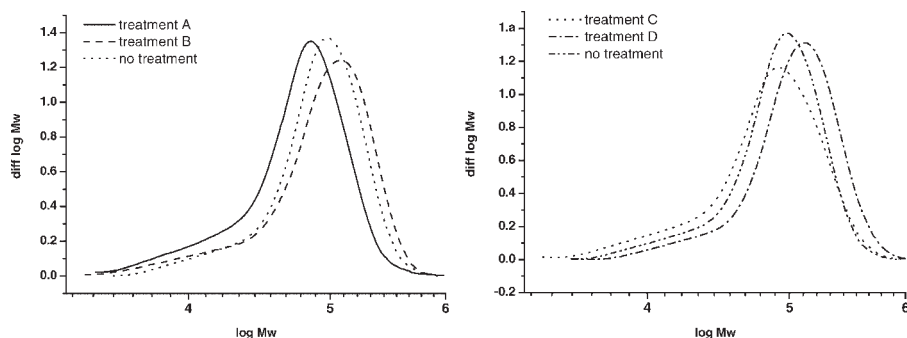 treatment A
treatment B
no treatment
1.4
1.2
1.0
0.8
0.6
0.4
0.2
0.0
diff log Mw
4
5
6
log Mw
treatment C
treatment D
no treatment
1.a
1.2
1.0
0.8
0.6
0.4
0.2
0.0
-0.2
diff log Mw
4
5
6
log Mw